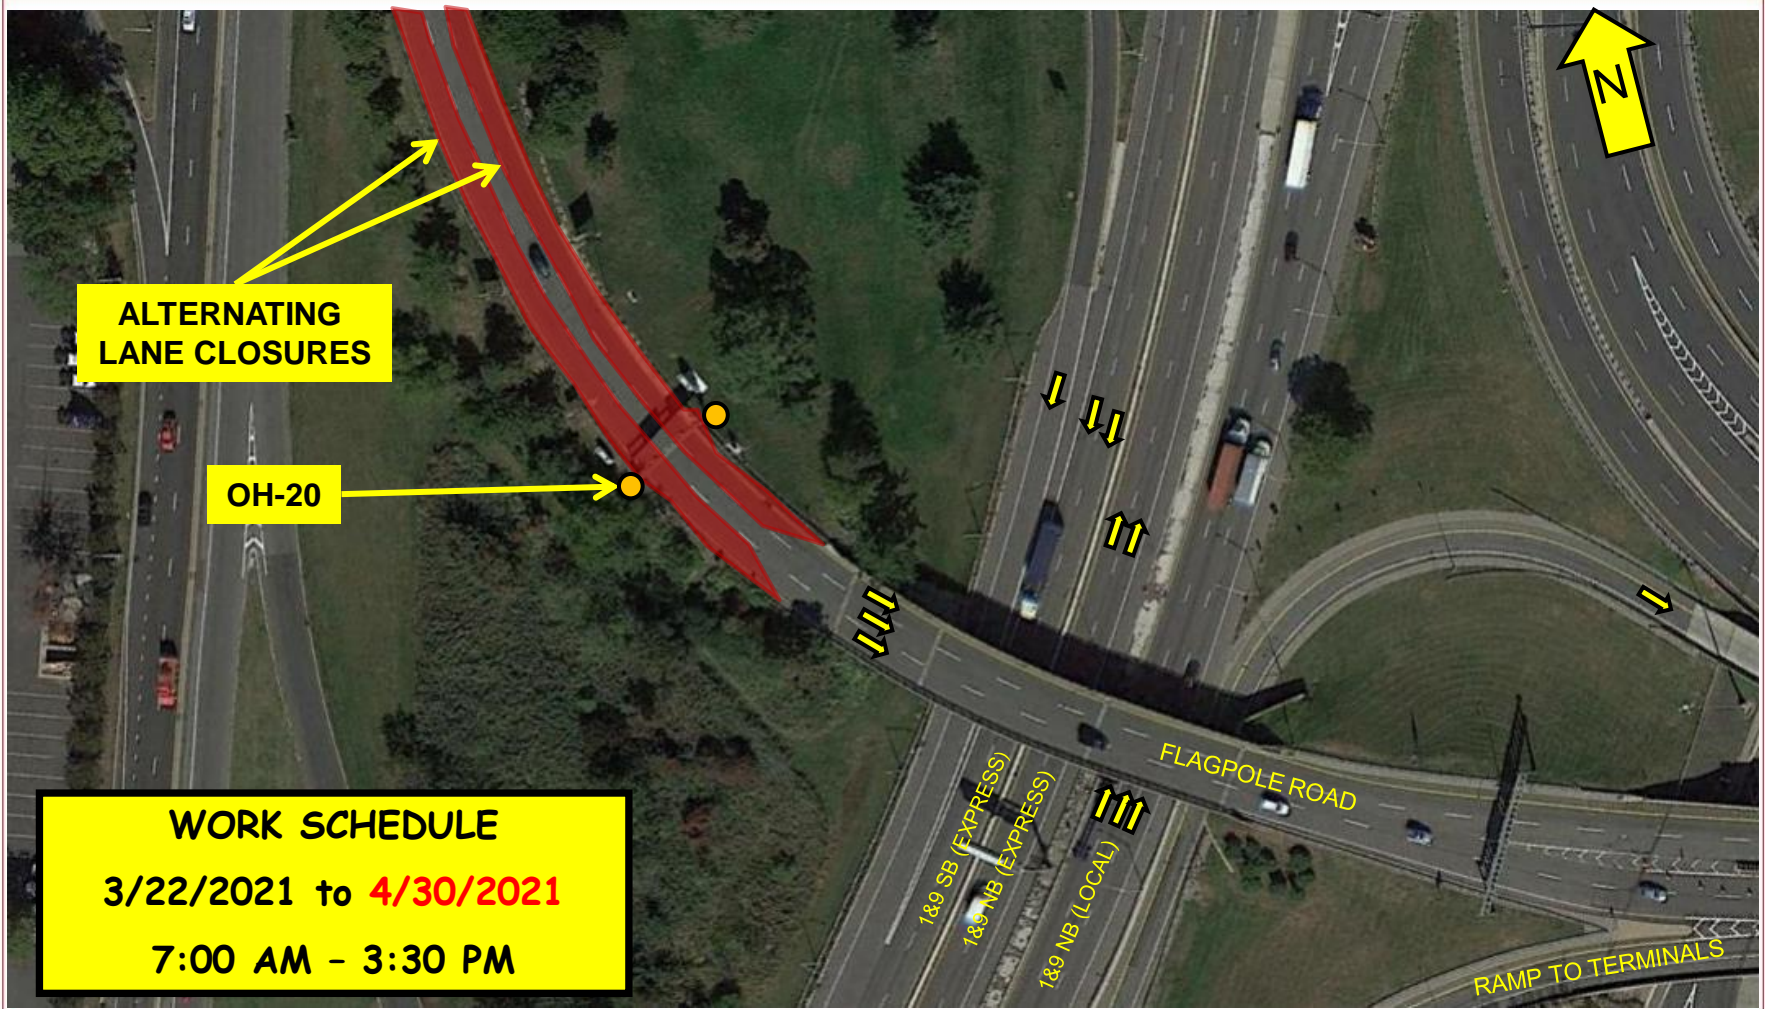 N
ALTERNATING
LANE CLOSURES
OH-20
FLAGPOLE ROAD
1&9 SB (EXPRESS)
1&9 NB (EXPRESS)
1&9 NB (LOCAL)
RAMP TO TERMINALS
WORK SCHEDULE
3/22/2021 to 4/30/2021
7:00 AM – 3:30 PM